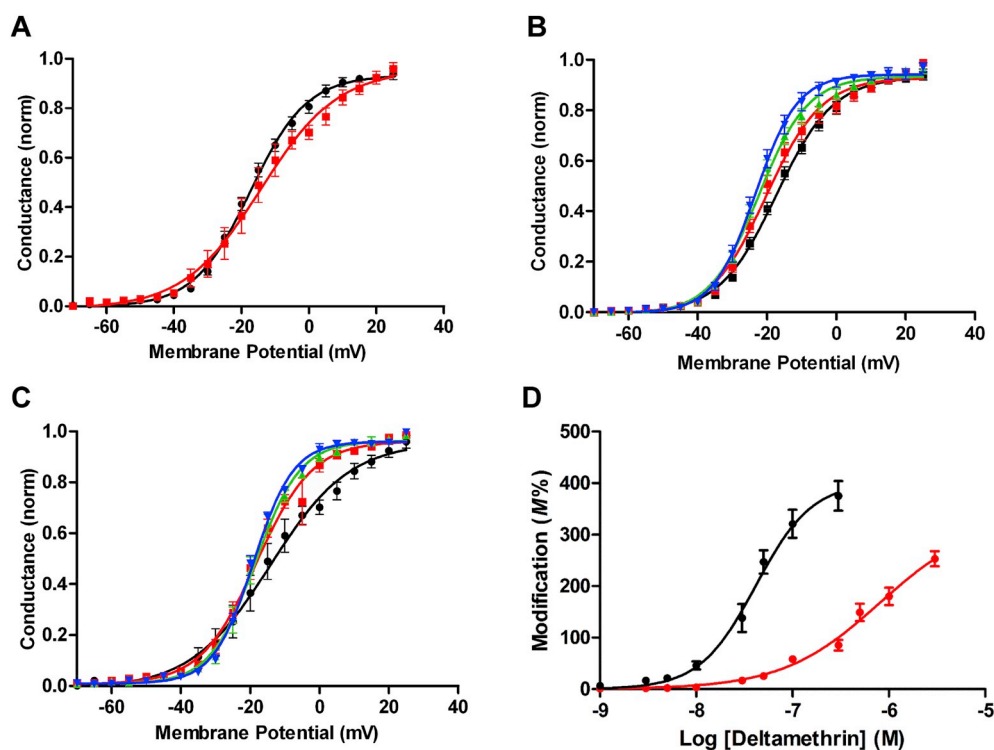 A
Conductance (norm)
1.0
0.8
0.6
0.4
0.2
0.0
-60 -40 -20 0 20 40
Membrane Potential (mV)
B
Conductance (norm)
1.0
0.8
0.6
0.4
0.2
0.0
-60 -40 -20 0 20 40
Membrane Potential (mV)
C
Conductance (norm)
1.0
0.8
0.6
0.4
0.2
0.0
-60 -40 -20 0 20 40
Membrane Potential (mV)
D
Modification (M%)
500
400
300
200
100
0
-9 -8 -7 -6 -5
Log [Deltamethrin] (M)